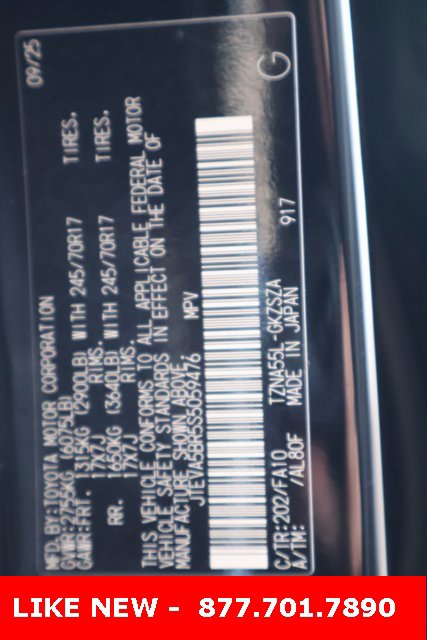 MFD.BY:TOYOTA MOTOR CORPORATION 09/25
GVWR:2755KG (6075LB)
GAWR:FRT. 1315KG (2900LB) WITH 245/70R17 TIRES.
17X7J RIMS.
RR. 1650KG (3640LB) WITH 245/70R17 TIRES.
17X7J RIMS.
THIS VEHICLE CONFORMS TO ALL APPLICABLE FEDERAL MOTOR
VEHICLE SAFETY STANDARDS IN EFFECT ON THE DATE OF
MANUFACTURE SHOWN ABOVE.
MPV
C/TR:202/FA10 TZNA55L-GKZSZA G
A/TM: /AL80F MADE IN JAPAN 917
LIKE NEW - 877.701.7890